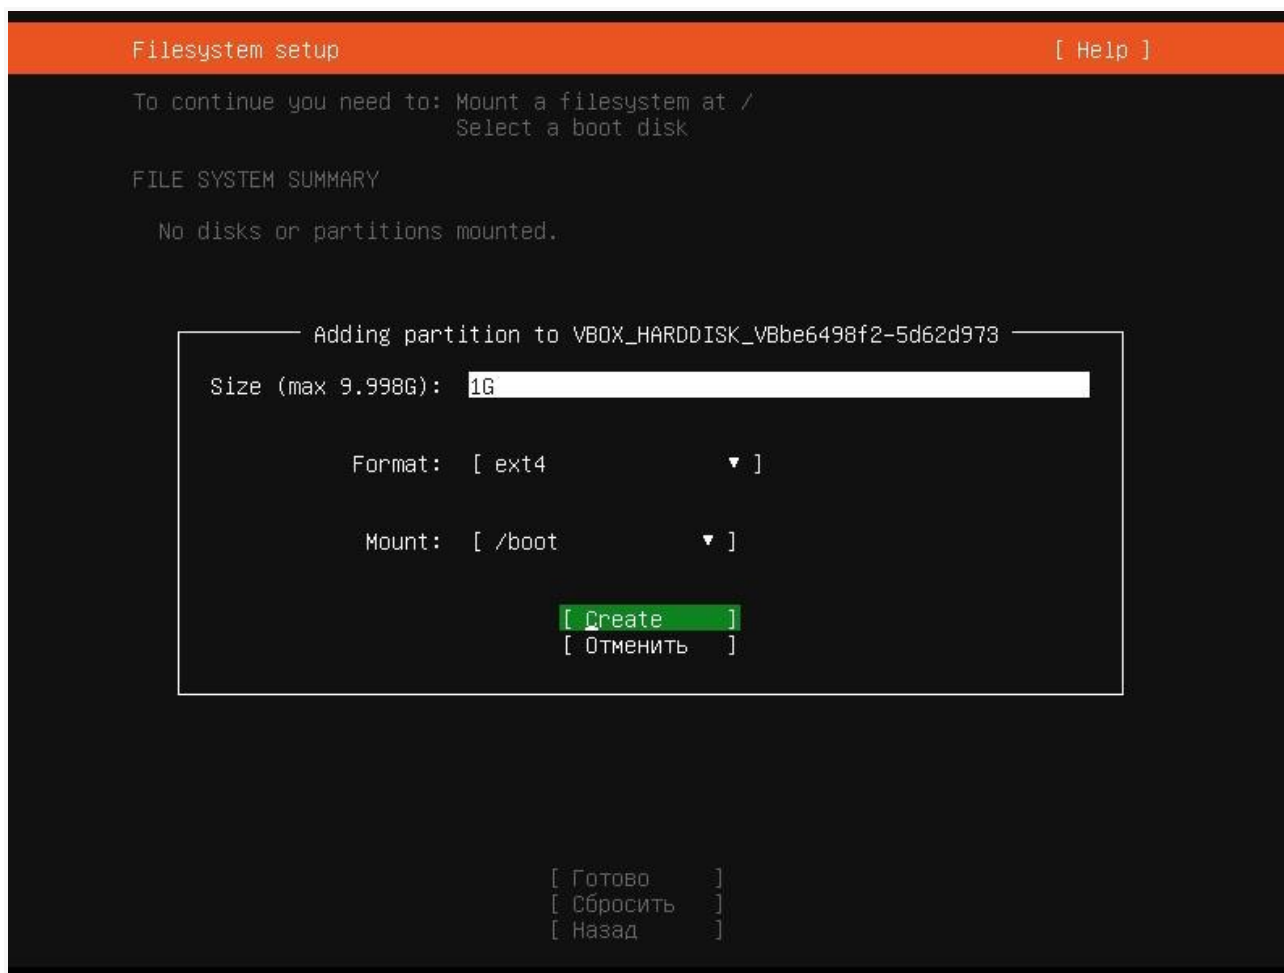 Filesystem setup [ Help ]
To continue you need to: Mount a filesystem at /
Select a boot disk
FILE SYSTEM SUMMARY
No disks or partitions mounted.
Adding partition to VBOX_HARDDISK_VBbe6498f2-5d62d973
Size (max 9.998G): 1G
Format: [ ext4 ▾ ]
Mount: [ /boot ▾ ]
[ Create ]
[ Отменить ]
[ Готово ]
[ Сбросить ]
[ Назад ]